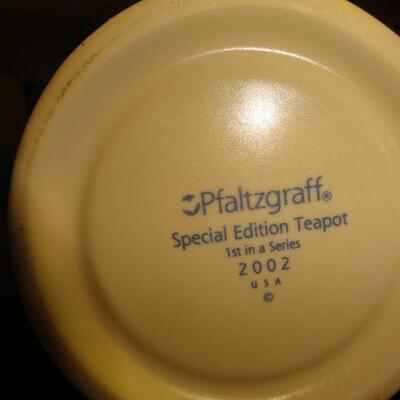 Pfaltzgraff®
Special Edition Teapot
1st in a Series
2002
USA
©